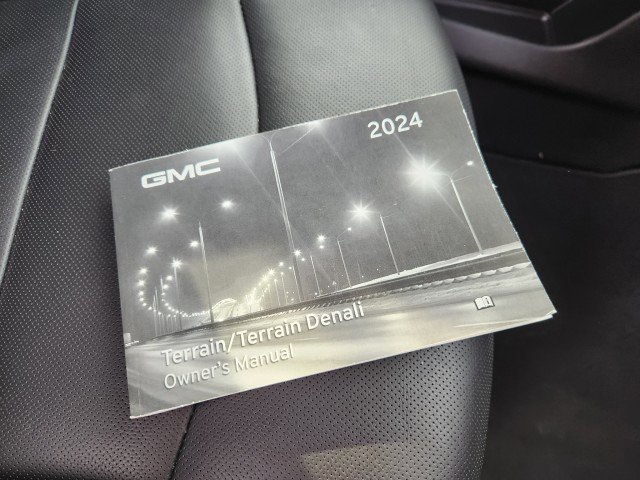 GMC
2024
Terrain/Terrain Denali
Owner's Manual